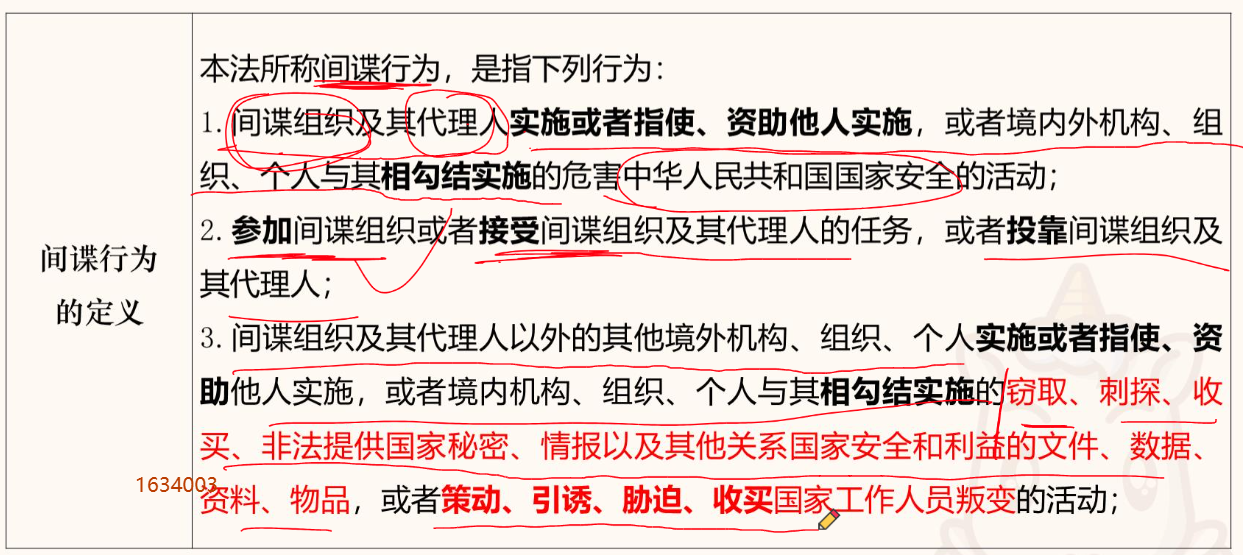 间谍行为
的定义
本法所称间谍行为，是指下列行为：
1. 间谍组织及其代理人实施或者指使、资助他人实施，或者境内外机构、组
织、个人与其相勾结实施的危害中华人民共和国国家安全的活动；
2. 参加间谍组织或者接受间谍组织及其代理人的任务，或者投靠间谍组织及
其代理人；
3. 间谍组织及其代理人以外的其他境外机构、组织、个人实施或者指使、资
助他人实施，或者境内机构、组织、个人与其相勾结实施的窃取、刺探、收
买、非法提供国家秘密、情报以及其他关系国家安全和利益的文件、数据、
1634003
资料、物品，或者策动、引诱、胁迫、收买国家工作人员叛变的活动；